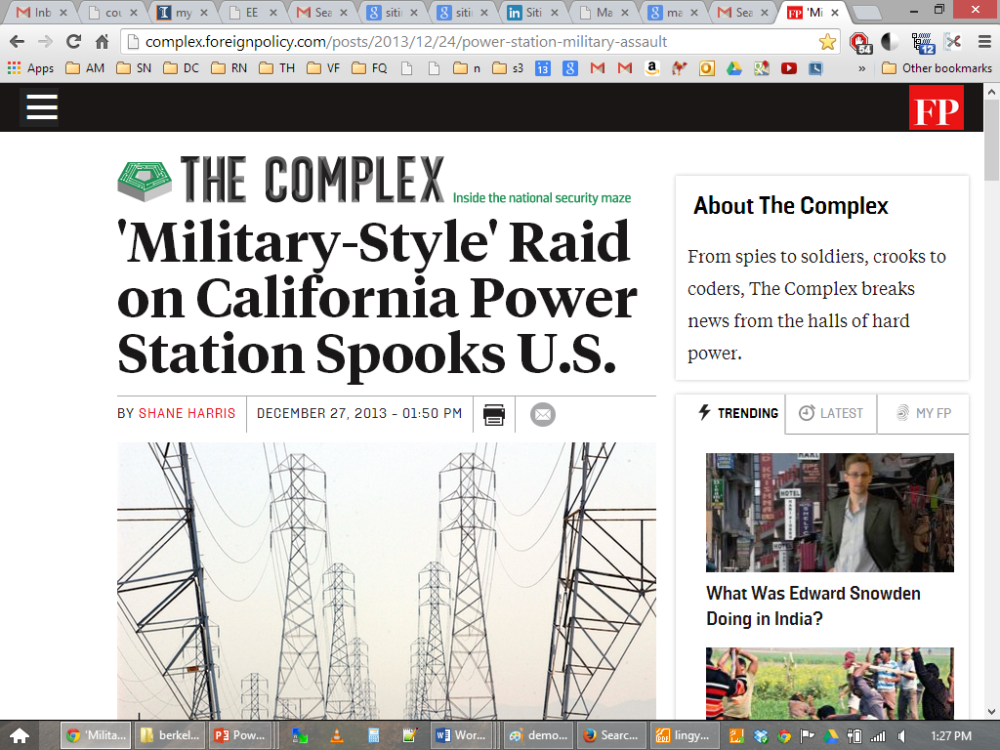 Inb
cou
my
EE
Sea
siti
siti
Siti
Ma
ma
Sea
'Mi
complex.foreignpolicy.com/posts/2013/12/24/power-station-military-assault
54
12
Apps
AM
SN
DC
RN
TH
VF
FQ
n
s3
13
8
a
»
Other bookmarks
FP
THE COMPLEX
Inside the national security maze
'Military-Style' Raid
on California Power
Station Spooks U.S.
BY SHANE HARRIS
DECEMBER 27, 2013 - 01:50 PM
About The Complex
From spies to soldiers, crooks to
coders, The Complex breaks
news from the halls of hard
power.
TRENDING
LATEST
MY FP
HOTEL
What Was Edward Snowden
Doing in India?
'Milita...
berkel...
Pow...
Wor...
demo...
Searc...
lingy...
1:27 PM